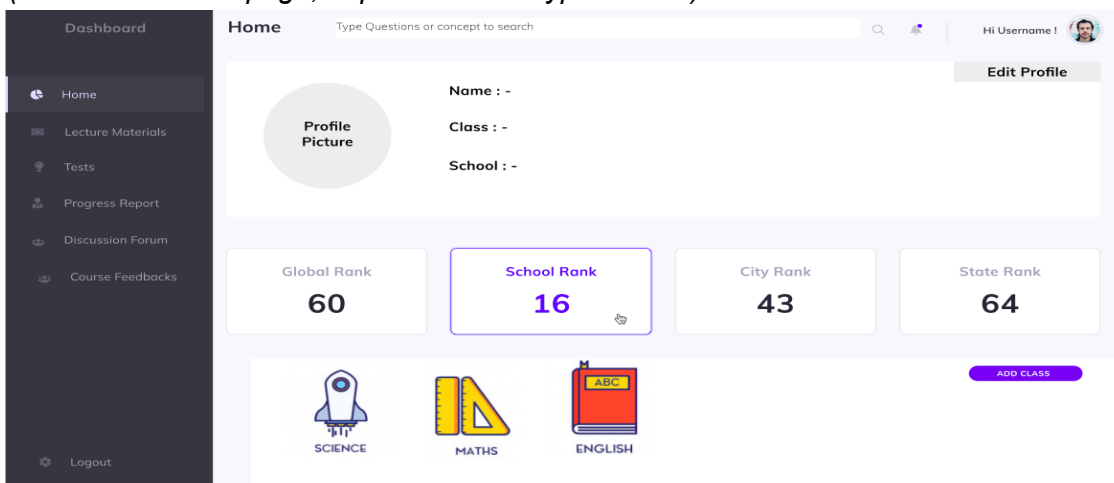 Dashboard
Home
Type Questions or concept to search
Hi Username !
Home
Lecture Materials
Tests
Progress Report
Discussion Forum
Course Feedbacks
Logout
Edit Profile
Profile
Picture
Name : -
Class : -
School : -
Global Rank
60
School Rank
16
City Rank
43
State Rank
64
ADD CLASS
SCIENCE
MATHS
ABC
ENGLISH